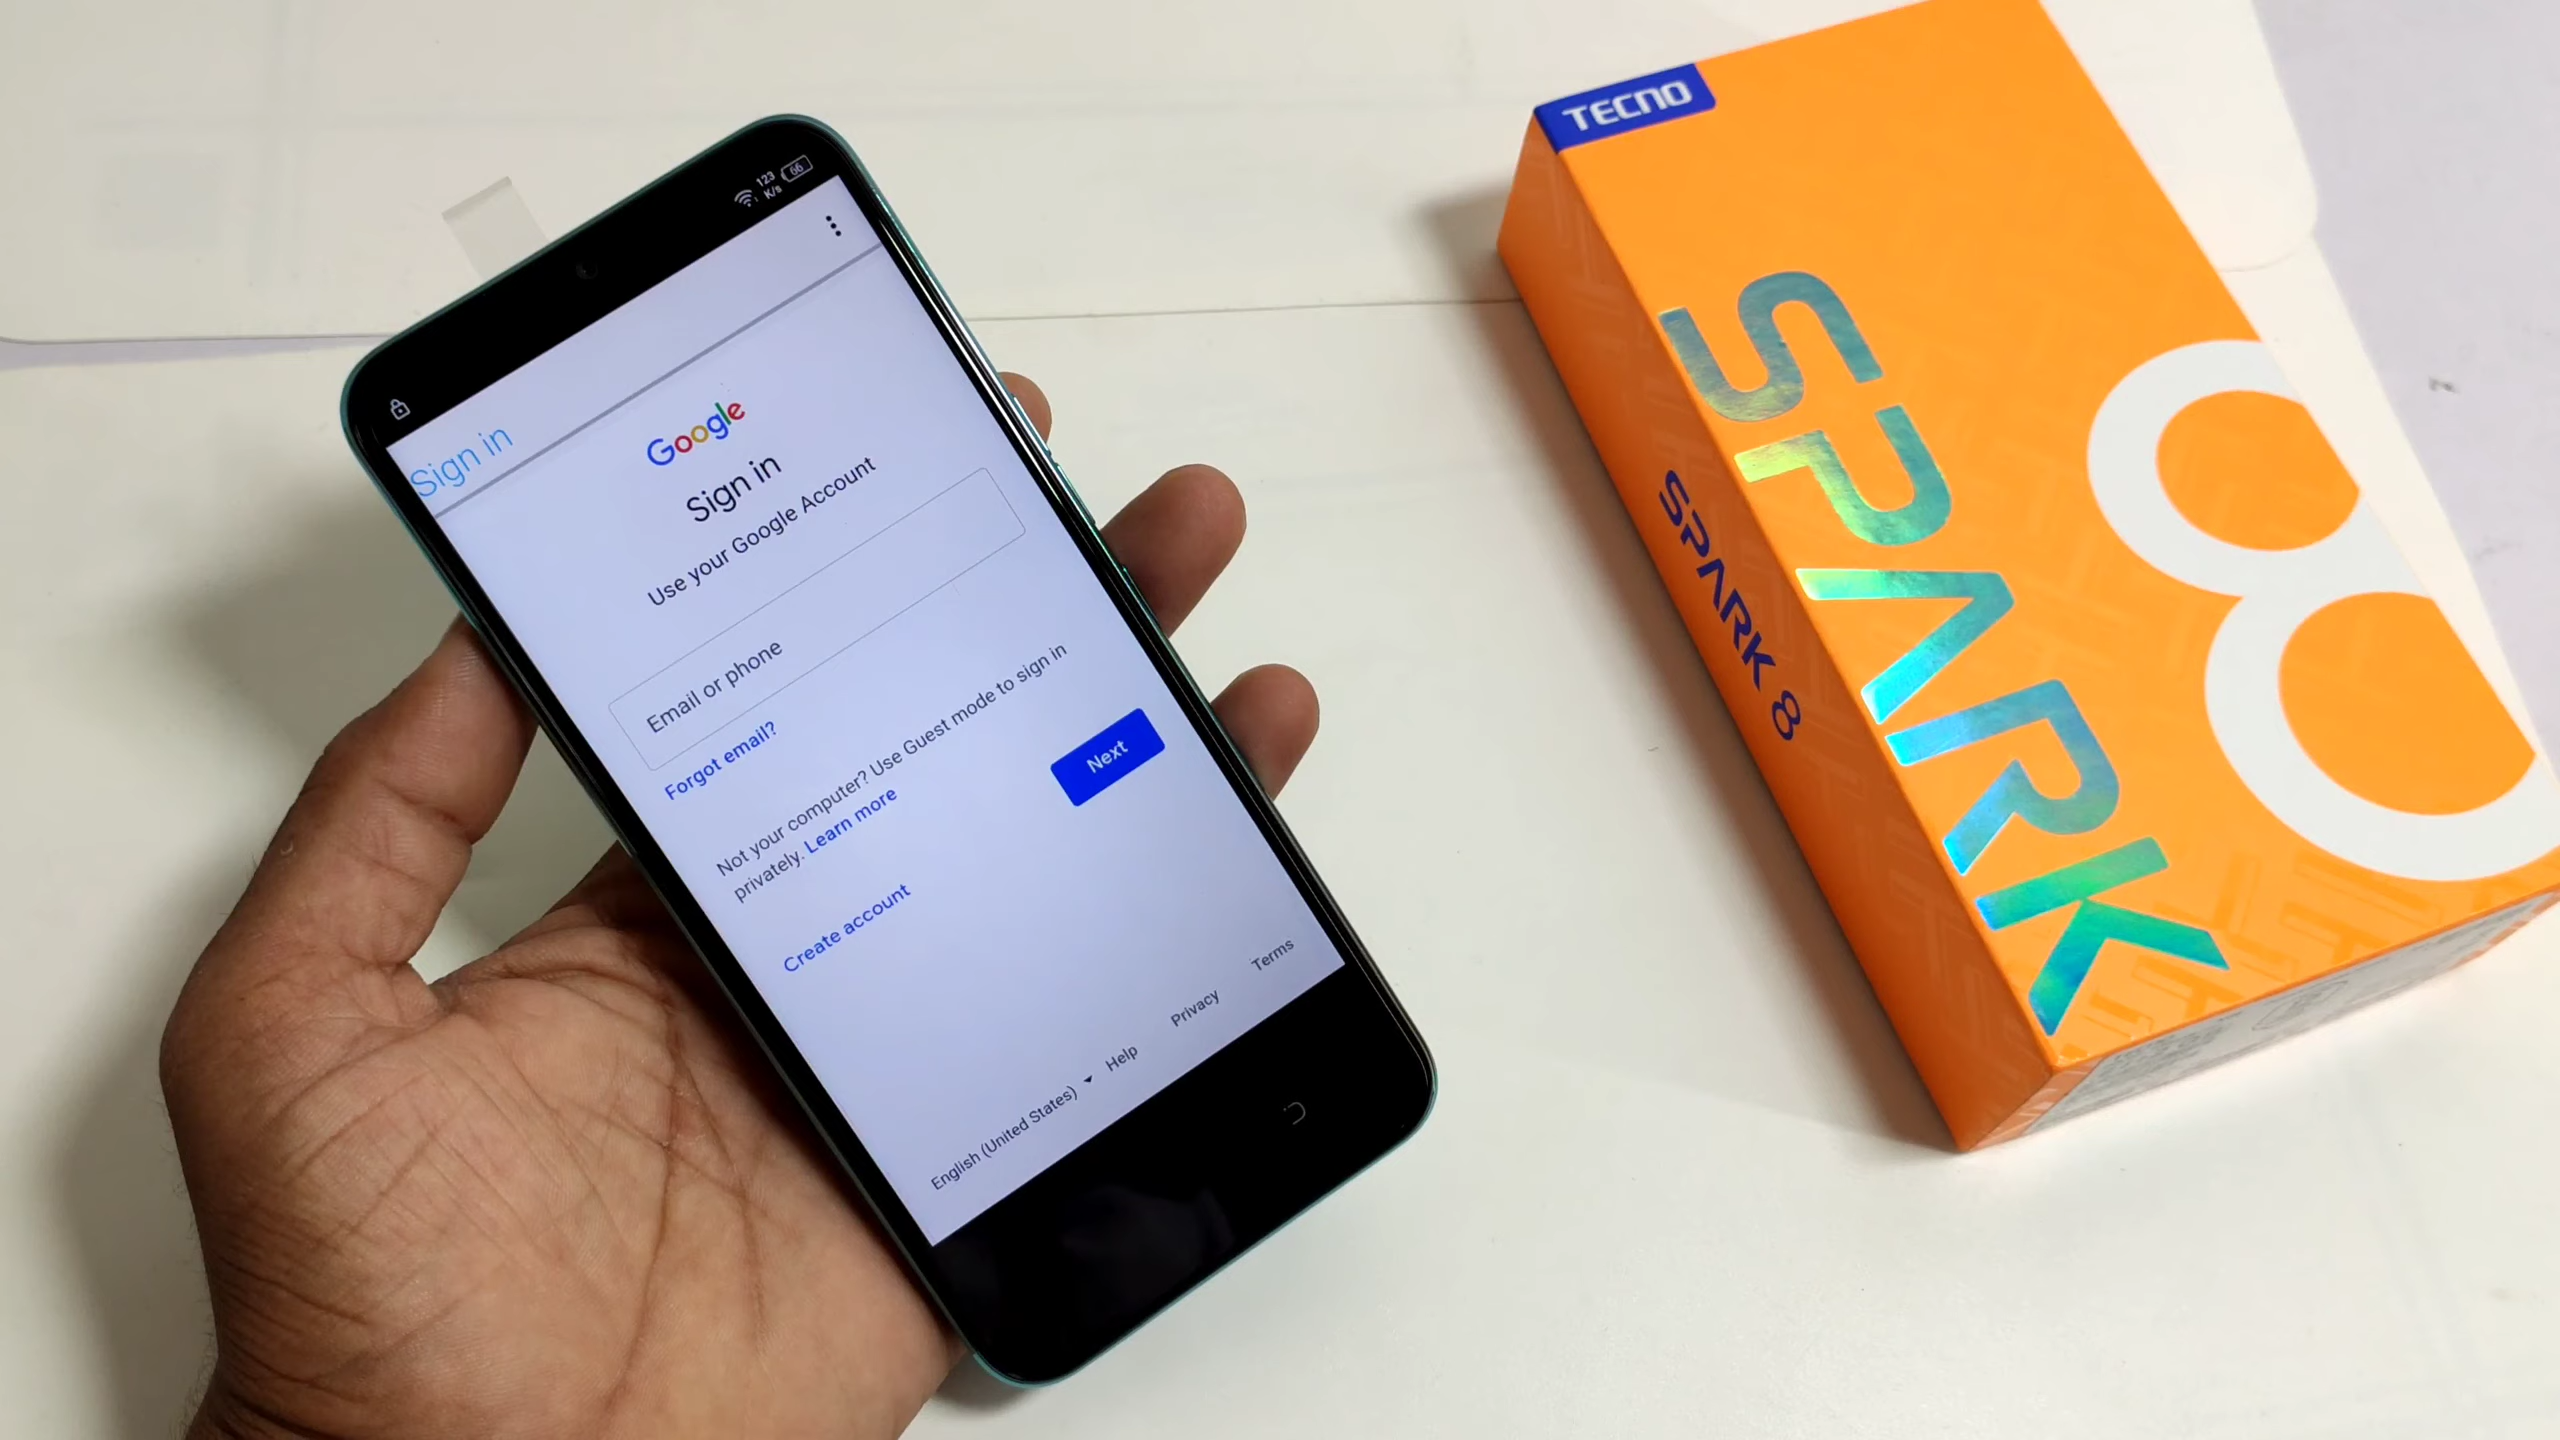 123
K/s
66
Sign in
Google
Sign in
Use your Google Account
Email or phone
Forgot email?
Not your computer? Use Guest mode to sign in
privately. Learn more
Next
Create account
English (United States)
Help
Privacy
Terms
TECNO
SPARK 8
SPARK 8